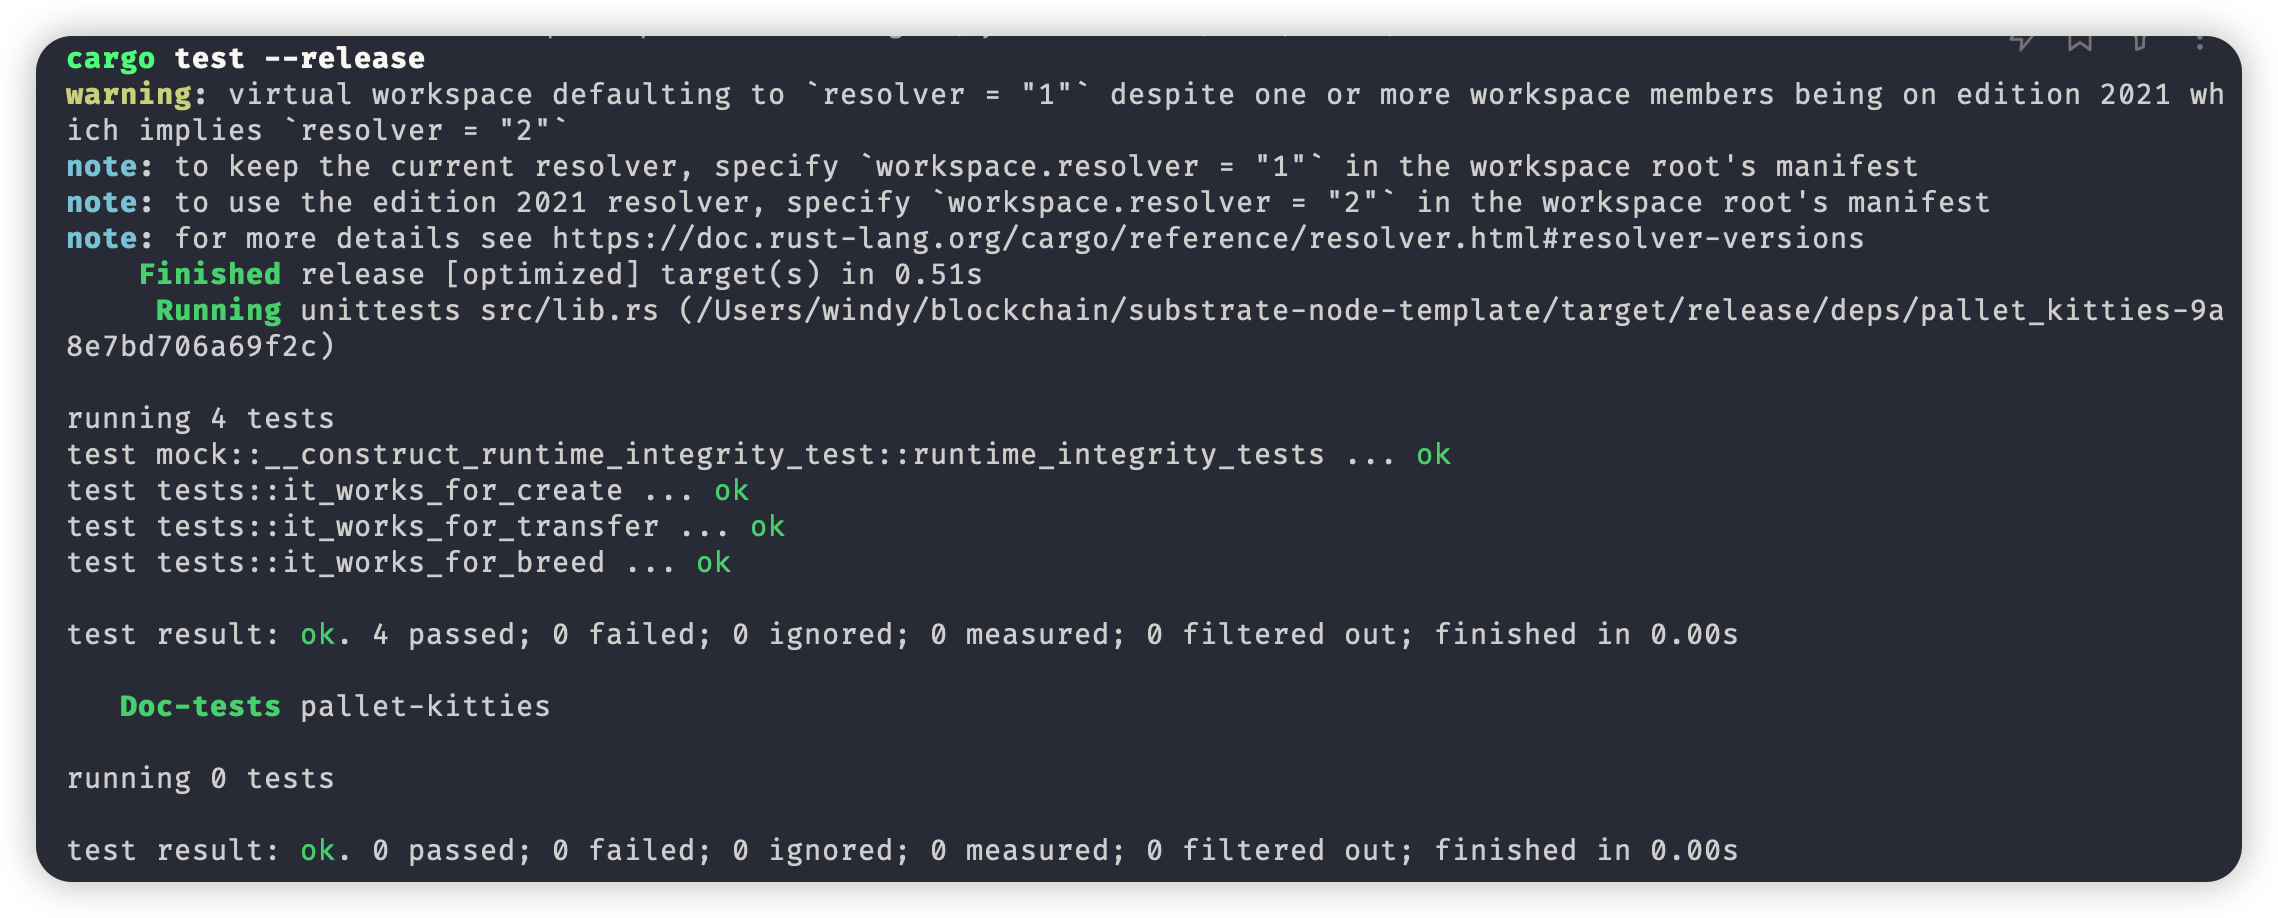 cargo test --release
warning: virtual workspace defaulting to `resolver = "1"` despite one or more workspace members being on edition 2021 wh
ich implies `resolver = "2"`
note: to keep the current resolver, specify `workspace.resolver = "1"` in the workspace root's manifest
note: to use the edition 2021 resolver, specify `workspace.resolver = "2"` in the workspace root's manifest
note: for more details see https://doc.rust-lang.org/cargo/reference/resolver.html#resolver-versions
    Finished release [optimized] target(s) in 0.51s
     Running unittests src/lib.rs (/Users/windy/blockchain/substrate-node-template/target/release/deps/pallet_kitties-9a
8e7bd706a69f2c)

running 4 tests
test mock::__construct_runtime_integrity_test::runtime_integrity_tests ... ok
test tests::it_works_for_create ... ok
test tests::it_works_for_transfer ... ok
test tests::it_works_for_breed ... ok

test result: ok. 4 passed; 0 failed; 0 ignored; 0 measured; 0 filtered out; finished in 0.00s

   Doc-tests pallet-kitties

running 0 tests

test result: ok. 0 passed; 0 failed; 0 ignored; 0 measured; 0 filtered out; finished in 0.00s